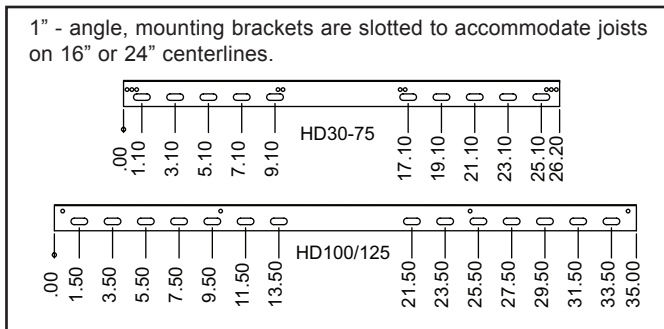 1” - angle, mounting brackets are slotted to accommodate joists
on 16” or 24” centerlines.
HD30-75
.00 1.10 3.10 5.10 7.10 9.10 17.10 19.10 21.10 23.10 25.10 26.20
HD100/125
.00 1.50 3.50 5.50 7.50 9.50 11.50 13.50 21.50 23.50 25.50 27.50 29.50 31.50 33.50 35.00